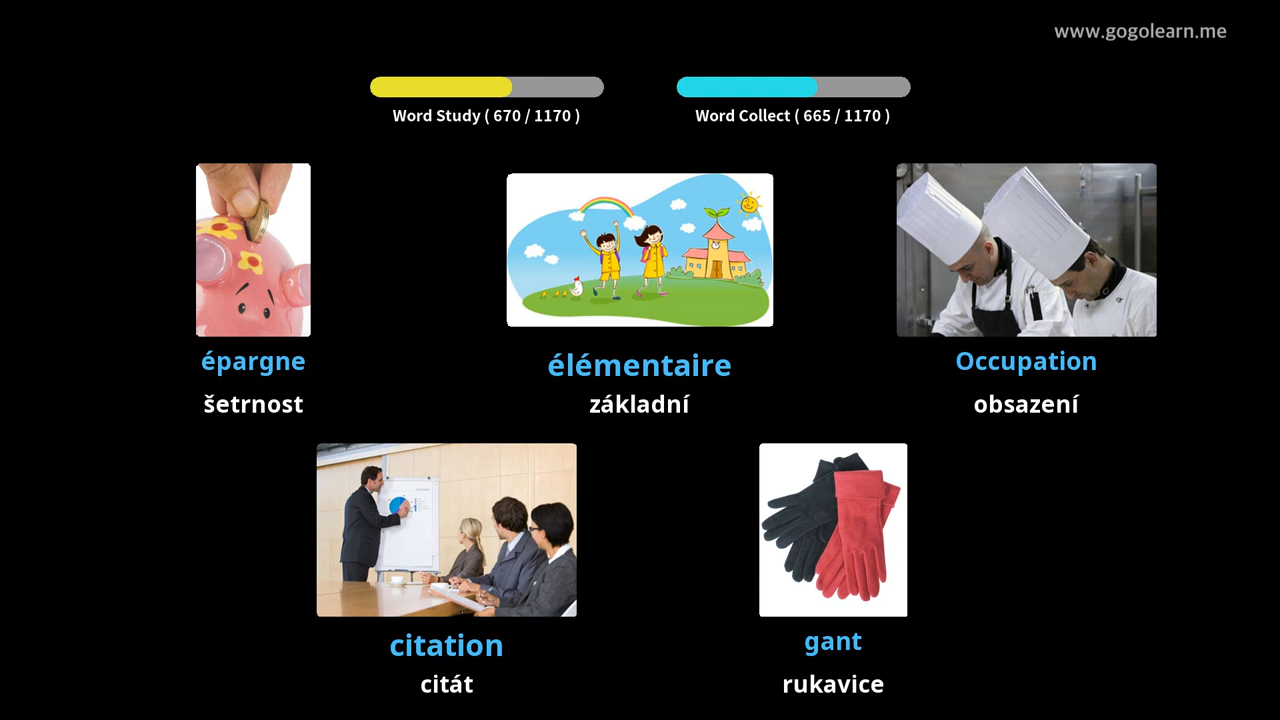 www.gogolearn.me
Word Study ( 670 / 1170 )
Word Collect ( 665 / 1170 )
épargne
élémentaire
Occupation
šetrnost
základní
obsazení
citation
gant
citát
rukavice